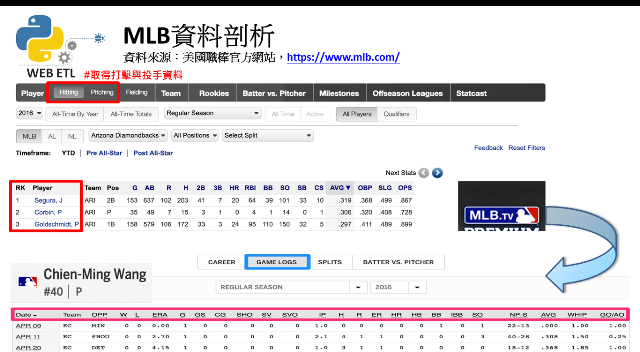 MLB資料剖析
資料來源：美國職棒官方網站，https://www.mlb.com/
WEB ETL #取得打擊與投手資料
Player Hitting Pitching Fielding Team Rookies Batter vs. Pitcher Milestones Offseason Leagues Statcast
2016 All-Time By Year All-Time Totals Regular Season All Time Active All Players Qualifiers
MLB AL NL Arizona Diamondbacks All Positions Select Split
Feedback Reset Filters
Timeframe: YTD Pre All-Star Post All-Star
Next Stats
RK Player Team Pos G AB R H 2B 3B HR RBI BB SO SB CS AVG▼ OBP SLG OPS
1 Segura, J ARI 2B 153 637 102 203 41 7 20 64 39 101 33 10 .319 .368 .499 .867
2 Corbin, P ARI P 35 49 7 15 3 1 0 4 1 14 0 1 .306 .320 .408 .728
3 Goldschmidt, P ARI 1B 158 579 106 172 33 3 24 95 110 150 32 5 .297 .411 .489 .899
MLB.TV
PREMIUM
CAREER GAME LOGS SPLITS BATTER VS. PITCHER
Chien-Ming Wang
#40 | P
REGULAR SEASON 2016
Date Team OPP W L ERA G GS CG SHO SV SVO IP H R ER HR HB BB IBB SO NP-S AVG WHIP GO/AO
APR 09 KC MIN 0 0 0.00 1 0 0 0 0 0 1.0 0 0 0 0 0 1 0 1 22-13 .000 1.00 1.00
APR 11 KC @HOU 0 0 2.70 1 0 0 0 0 0 2.1 4 1 1 0 0 0 0 3 40-28 .308 1.50 0.25
APR 20 KC DET 0 0 4.15 1 0 0 0 0 0 1.0 3 1 1 0 0 0 0 0 18-12 .368 1.85 1.00